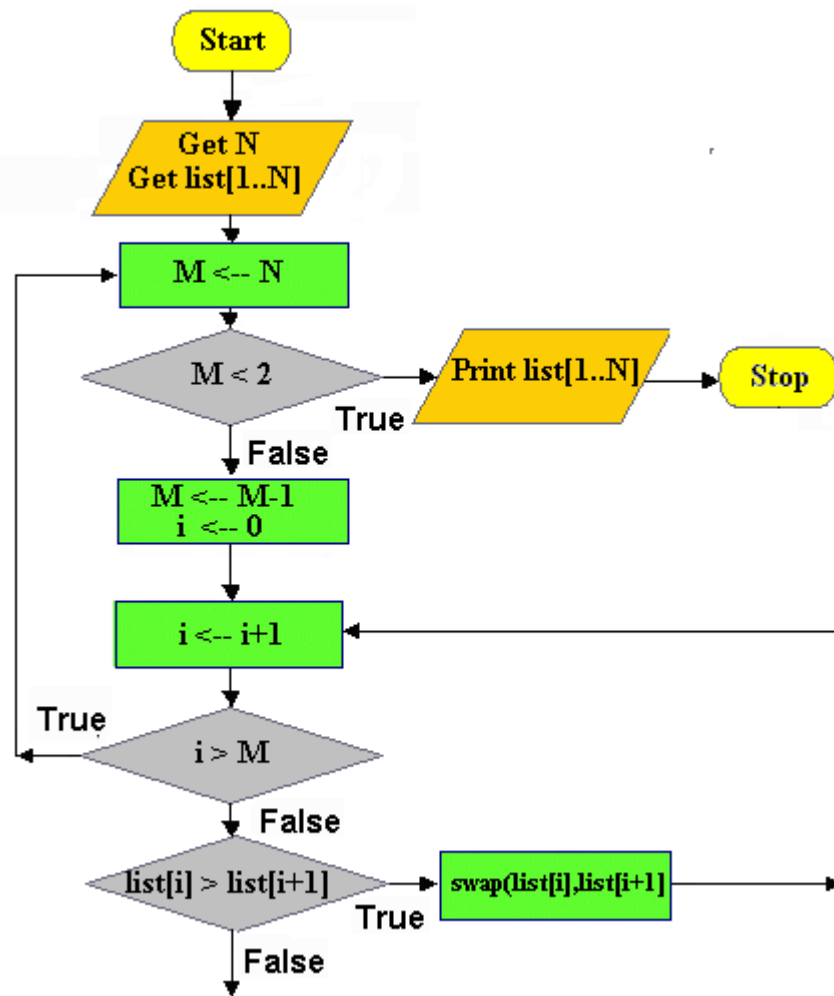 Start
Get N
Get list[1..N]
M <-- N
M < 2
True
Print list[1..N]
Stop
False
M <-- M-1
i <-- 0
i <-- i+1
True
i > M
False
list[i] > list[i+1]
True
swap(list[i],list[i+1]
False